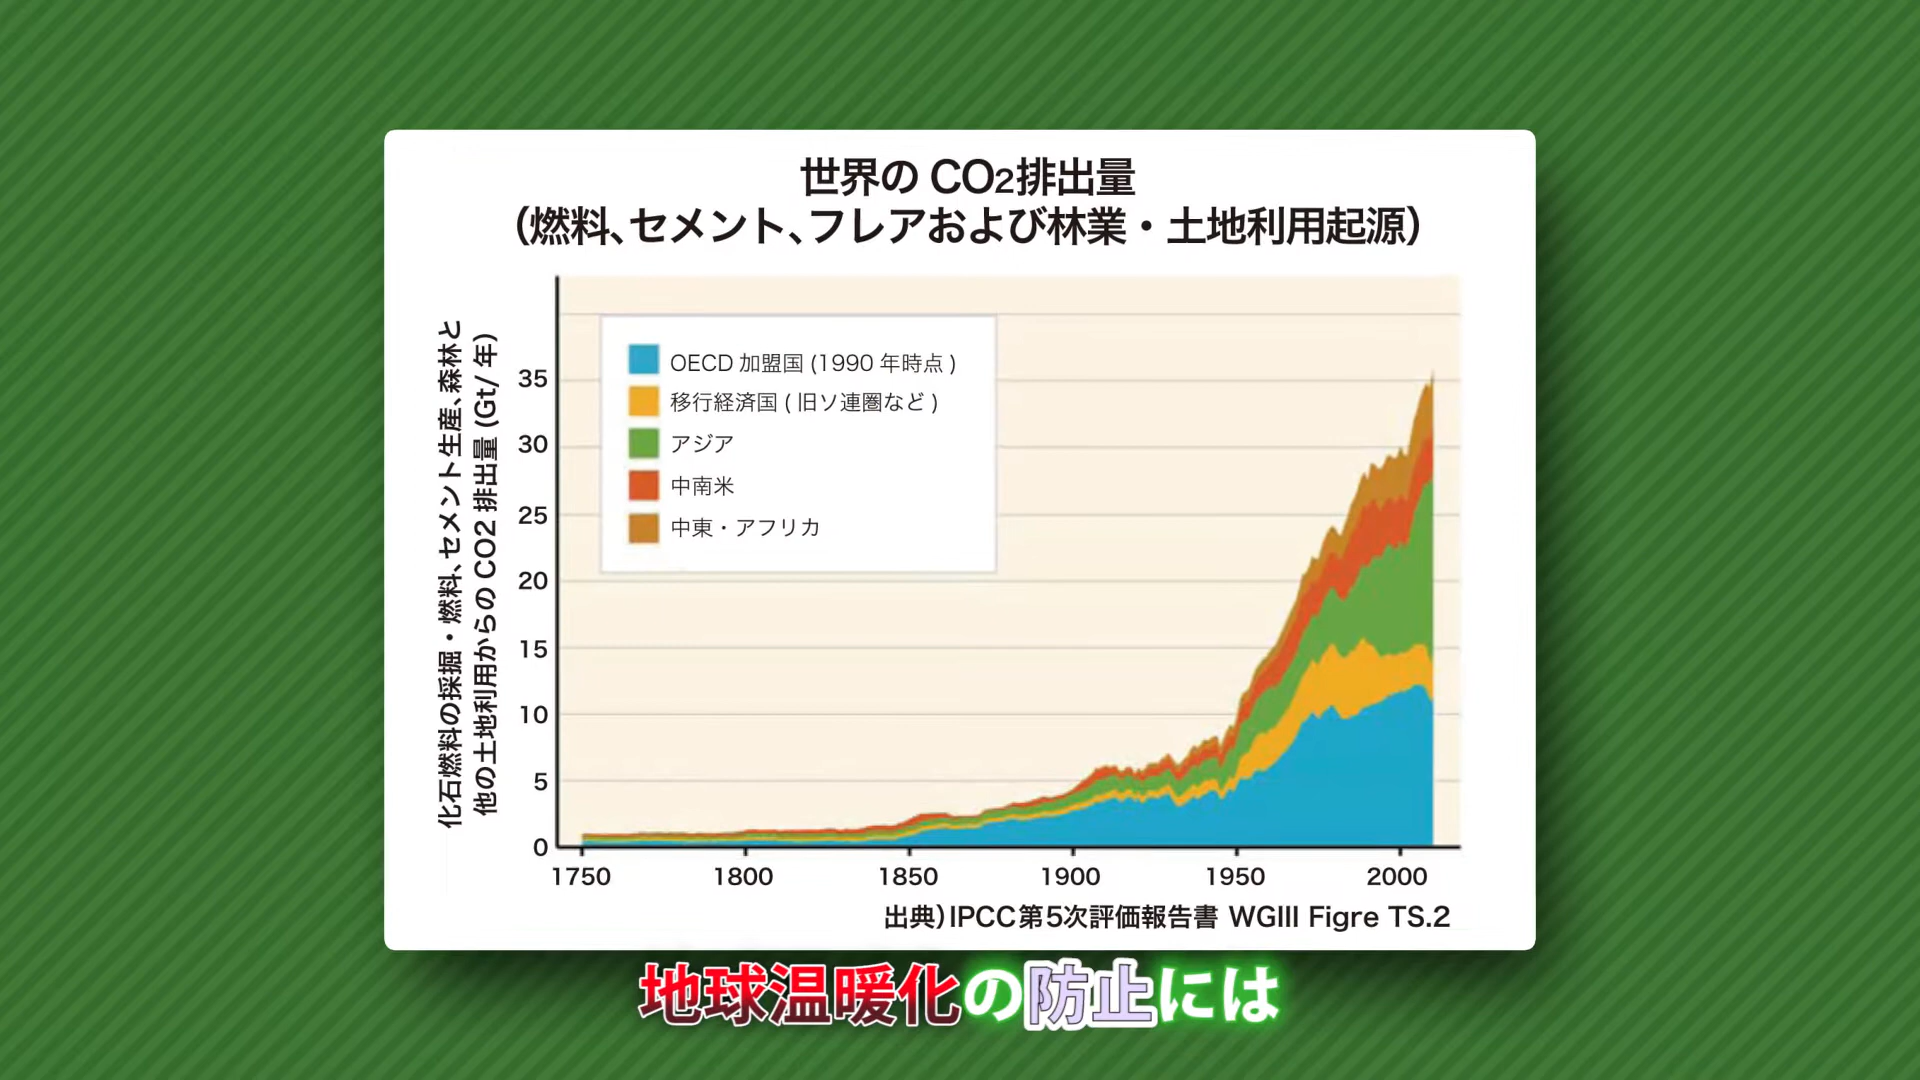 世界の CO2排出量
(燃料､セメント､フレアおよび林業・土地利用起源)
化石燃料の採掘・燃料､セメント生産､森林と
他の土地利用からの CO2 排出量 (Gt/ 年)
OECD 加盟国 (1990 年時点 )
移行経済国 ( 旧ソ連圏など )
アジア
中南米
中東・アフリカ
35
30
25
20
15
10
5
0
1750 1800 1850 1900 1950 2000
出典) IPCC第5次評価報告書 WGIII Figre TS.2
地球温暖化の防止には